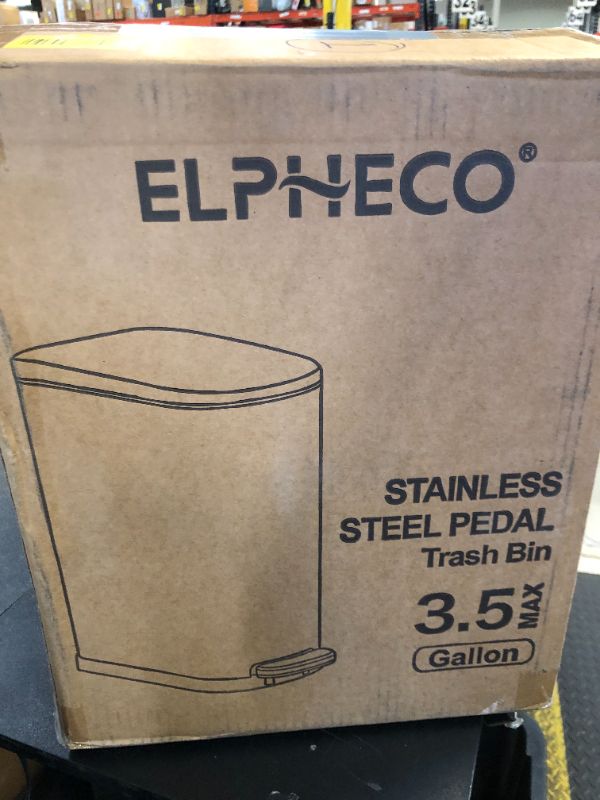 ELPHECO®
STAINLESS
STEEL PEDAL
Trash Bin
3.5 MAX
Gallon